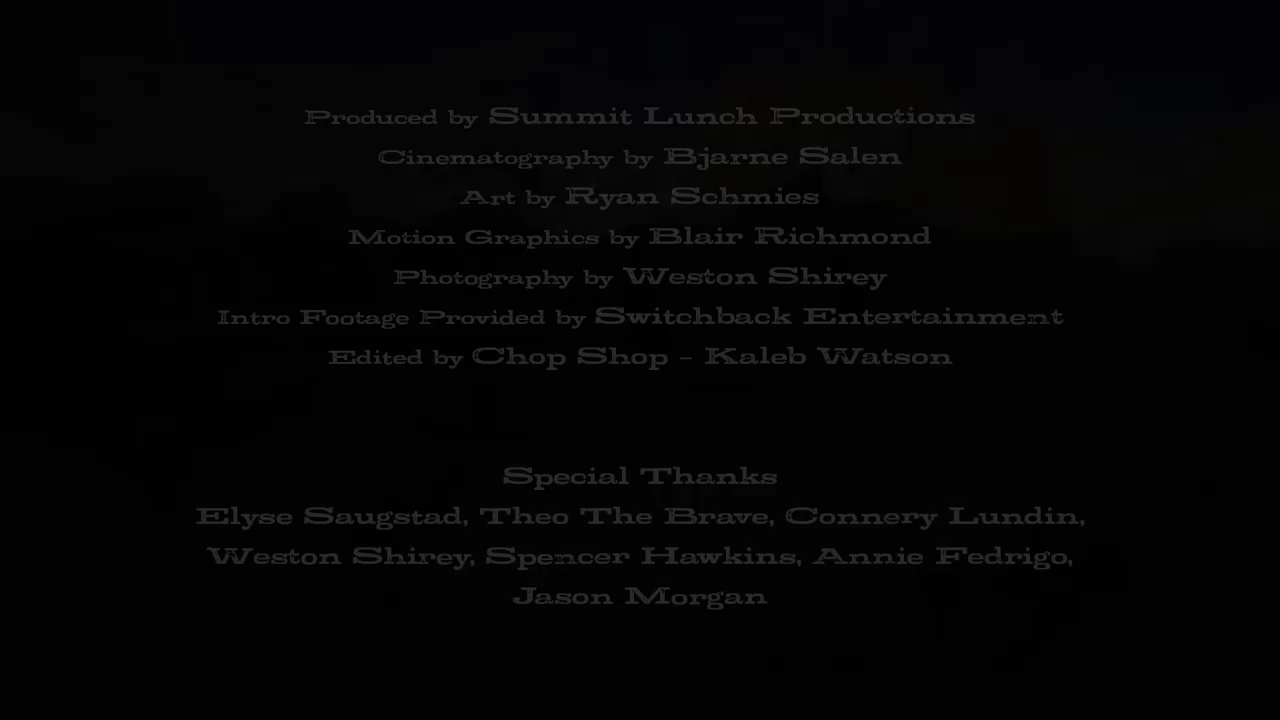 Produced by Summit Lunch Productions
Cinematography by Bjarne Salen
Art by Ryan Schmies
Motion Graphics by Blair Richmond
Photography by Weston Shirey
Intro Footage Provided by Switchback Entertainment
Edited by Chop Shop - Kaleb Watson
Special Thanks
Elyse Saugstad, Theo The Brave, Connery Lundin,
Weston Shirey, Spencer Hawkins, Annie Fedrigo,
Jason Morgan